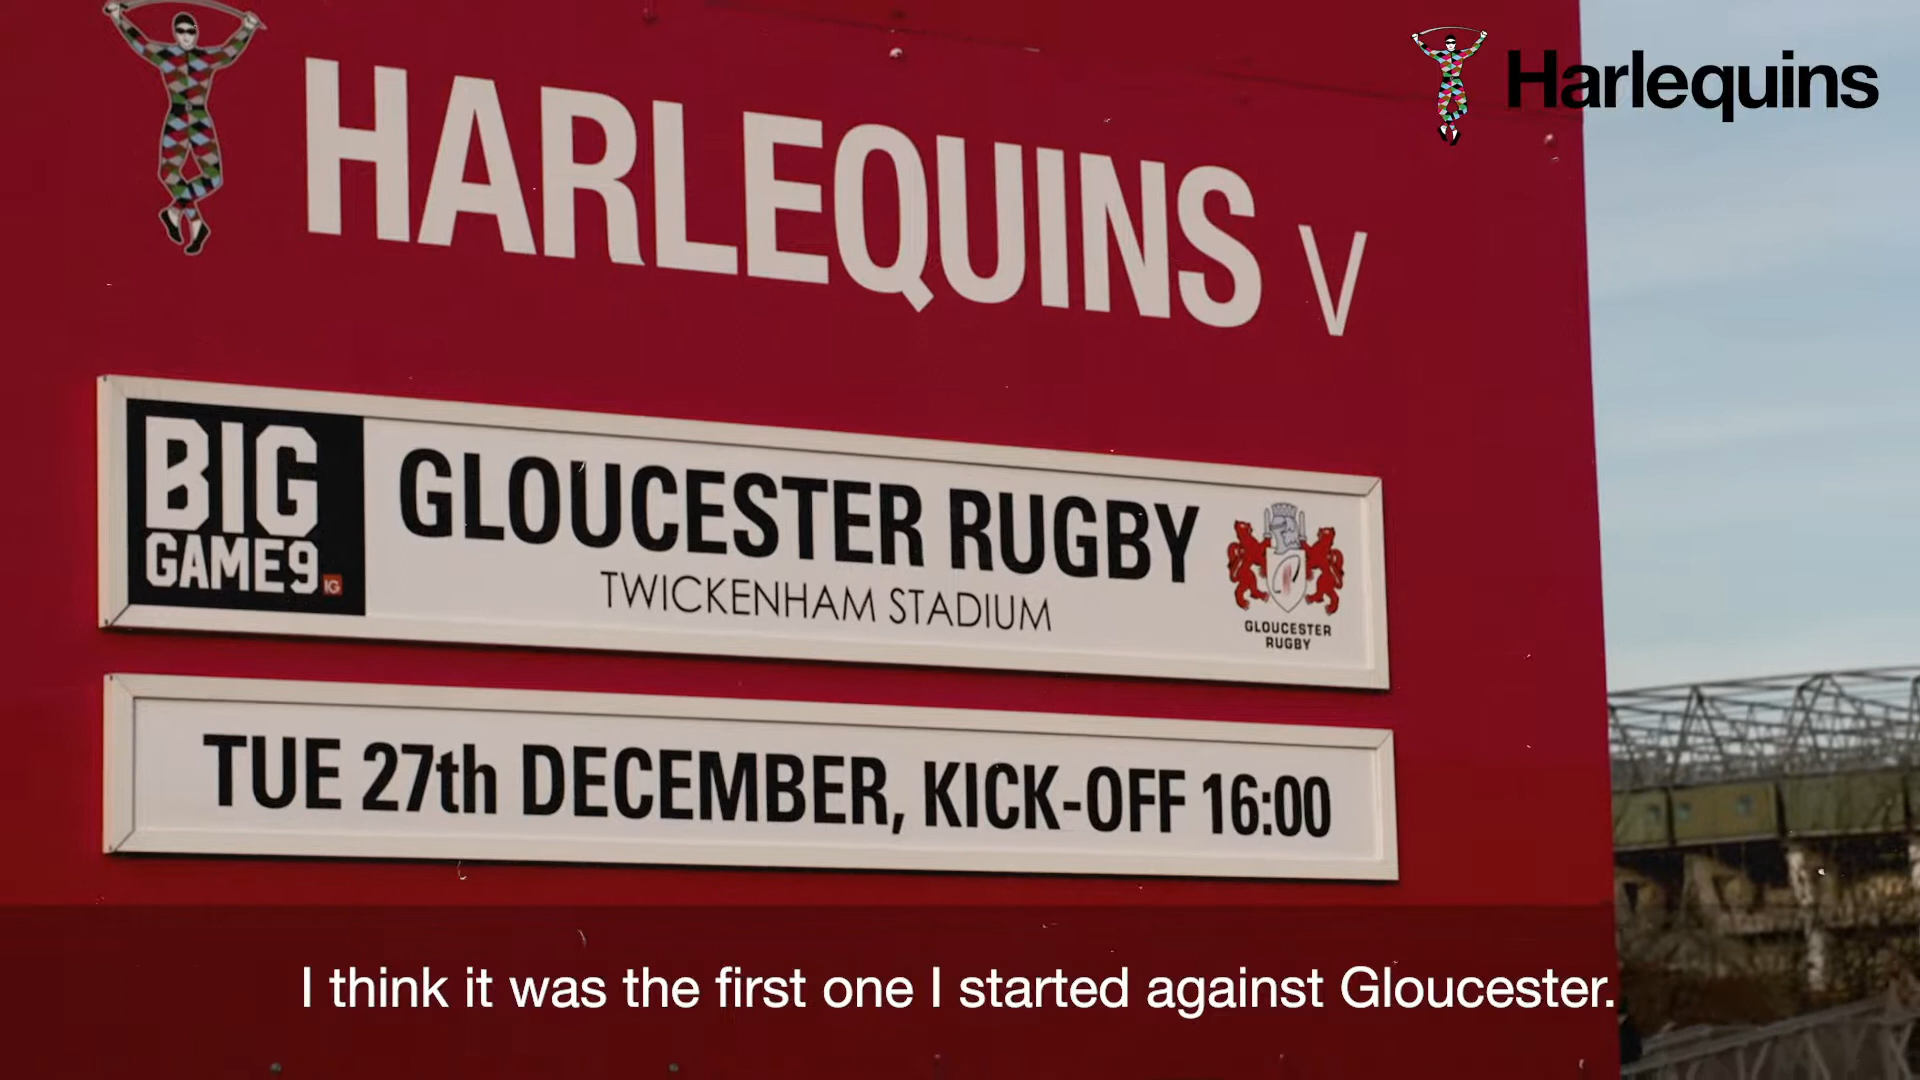 Harlequins
HARLEQUINS V
BIG
GAME9.
IG
GLOUCESTER RUGBY
TWICKENHAM STADIUM
GLOUCESTER
RUGBY
TUE 27th DECEMBER, KICK-OFF 16:00
I think it was the first one I started against Gloucester.